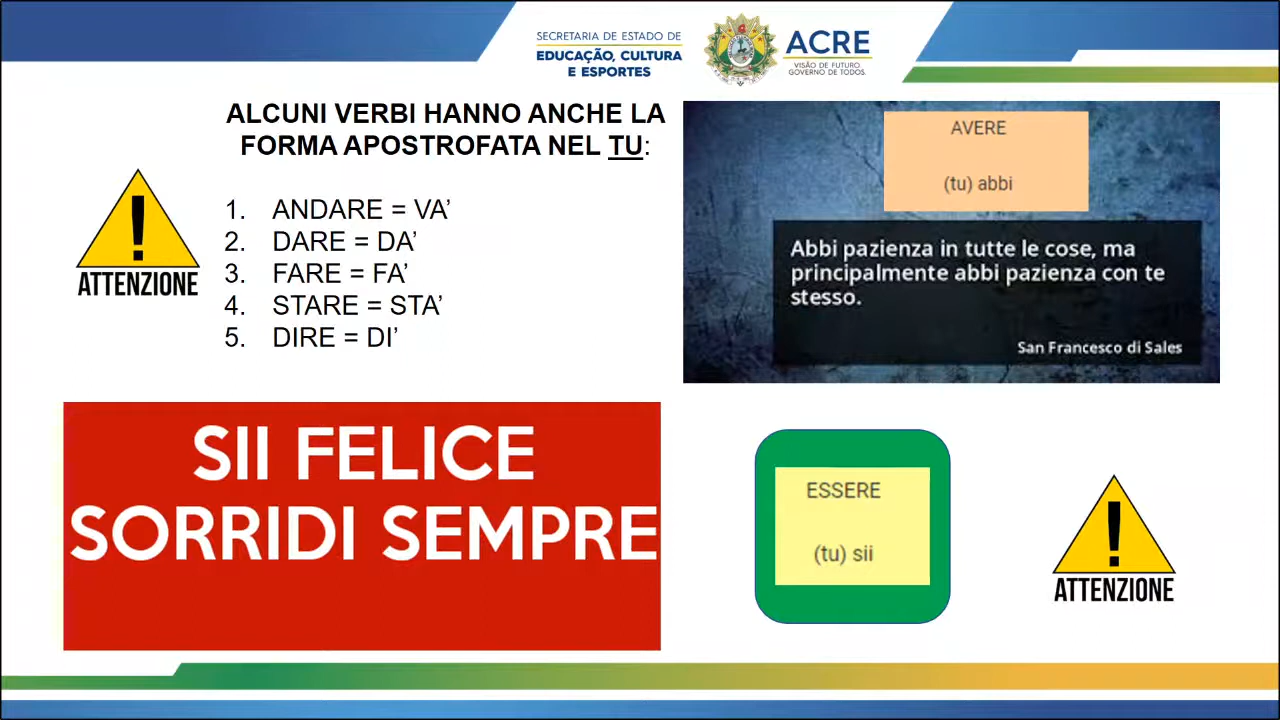 SECRETARIA DE ESTADO DE
EDUCAÇÃO, CULTURA
E ESPORTES
ACRE
VISÃO DE FUTURO
GOVERNO DE TODOS
ALCUNI VERBI HANNO ANCHE LA
FORMA APOSTROFATA NEL TU:
1. ANDARE = VA’
2. DARE = DA’
3. FARE = FA’
4. STARE = STA’
5. DIRE = DI’
ATTENZIONE
AVERE
(tu) abbi
Abbi pazienza in tutte le cose, ma
principalmente abbi pazienza con te
stesso.
San Francesco di Sales
SII FELICE
SORRIDI SEMPRE
ESSERE
(tu) sii
ATTENZIONE